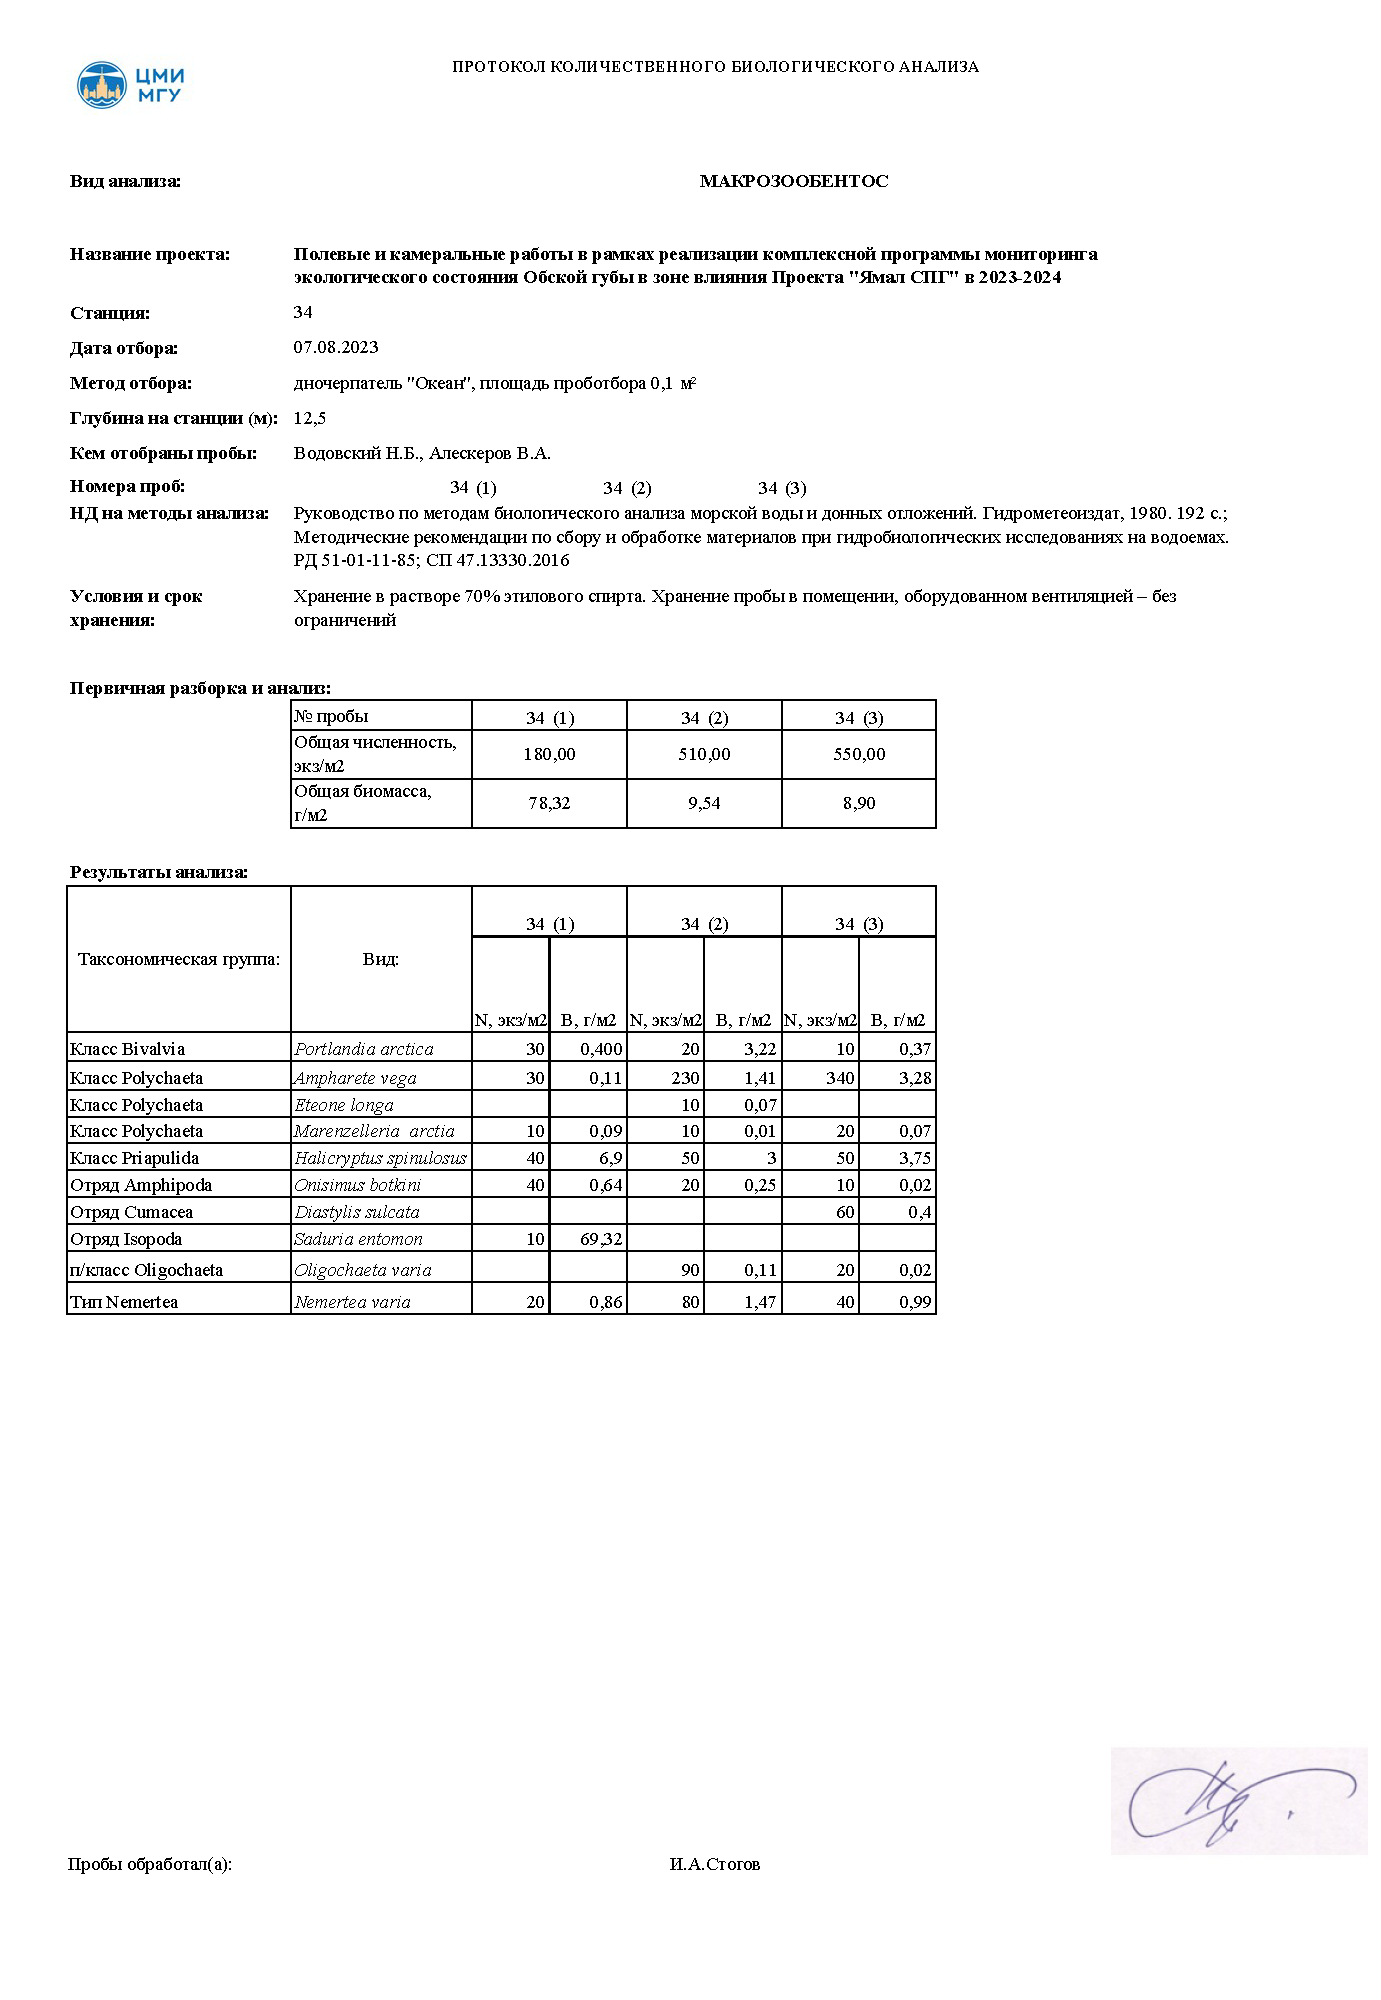 ЦМИ
МГУ
ПРОТОКОЛ КОЛИЧЕСТВЕННОГО БИОЛОГИЧЕСКОГО АНАЛИЗА
Вид анализа: МАКРОЗООБЕНТОС
Название проекта: Полевые и камеральные работы в рамках реализации комплексной программы мониторинга
экологического состояния Обской губы в зоне влияния Проекта "Ямал СПГ" в 2023-2024
Станция: 34
Дата отбора: 07.08.2023
Метод отбора: дночерпатель "Океан", площадь проботбора 0,1 м²
Глубина на станции (м): 12,5
Кем отобраны пробы: Водовский Н.Б., Алескеров В.А.
Номера проб: 34 (1) 34 (2) 34 (3)
НД на методы анализа: Руководство по методам биологического анализа морской воды и донных отложений. Гидрометеоиздат, 1980. 192 с.;
Методические рекомендации по сбору и обработке материалов при гидробиологических исследованиях на водоемах.
РД 51-01-11-85; СП 47.13330.2016
Условия и срок Хранение в растворе 70% этилового спирта. Хранение пробы в помещении, оборудованном вентиляцией – без
хранения: ограничений
Первичная разборка и анализ:
№ пробы 34 (1) 34 (2) 34 (3)
Общая численность,
экз/м2 180,00 510,00 550,00
Общая биомасса,
г/м2 78,32 9,54 8,90
Результаты анализа:
34 (1) 34 (2) 34 (3)
Таксономическая группа: Вид:
N, экз/м2 B, г/м2 N, экз/м2 B, г/м2 N, экз/м2 B, г/м2
Класс Bivalvia Portlandia arctica 30 0,400 20 3,22 10 0,37
Класс Polychaeta Ampharete vega 30 0,11 230 1,41 340 3,28
Класс Polychaeta Eteone longa 10 0,07
Класс Polychaeta Marenzelleria arctia 10 0,09 10 0,01 20 0,07
Класс Priapulida Halicryptus spinulosus 40 6,9 50 3 50 3,75
Отряд Amphipoda Onisimus botkini 40 0,64 20 0,25 10 0,02
Отряд Cumacea Diastylis sulcata 60 0,4
Отряд Isopoda Saduria entomon 10 69,32
п/класс Oligochaeta Oligochaeta varia 90 0,11 20 0,02
Тип Nemertea Nemertea varia 20 0,86 80 1,47 40 0,99
Пробы обработал(а): И.А.Стогов